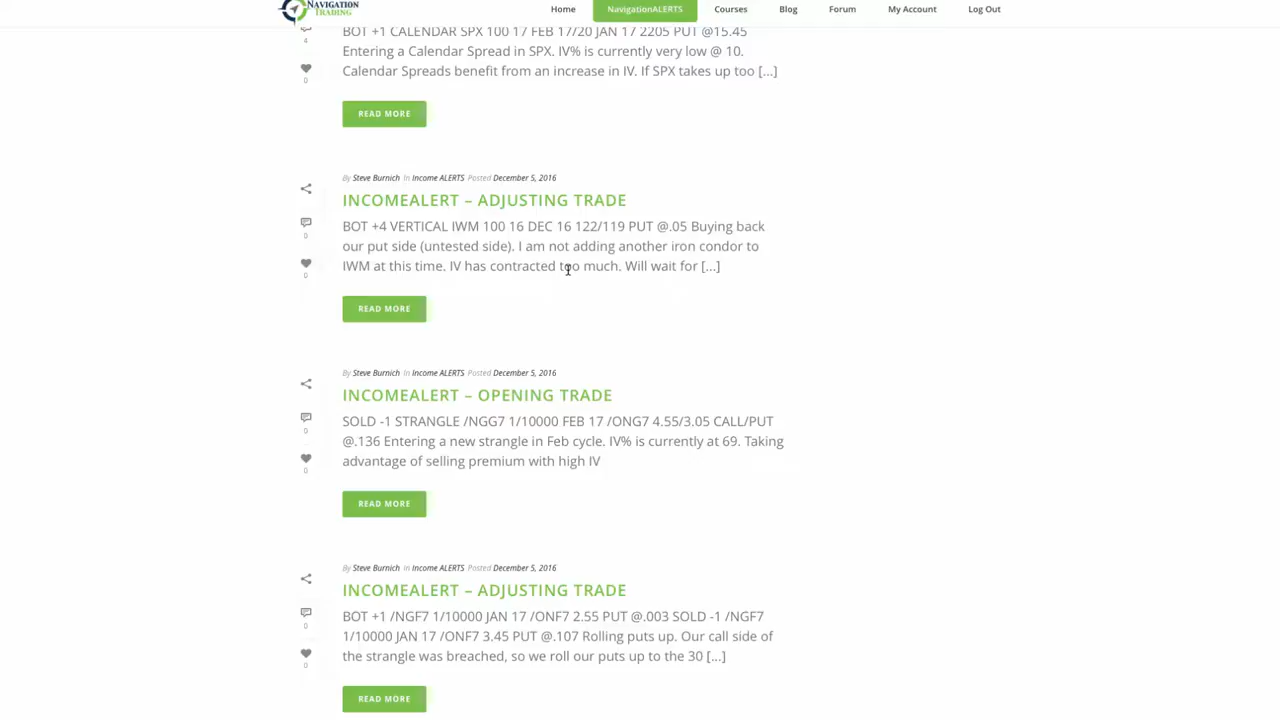 NAVIGATION
TRADING
Home NavigationALERTS Courses Blog Forum My Account Log Out
BOT +1 CALENDAR SPX 100 17 FEB 17/20 JAN 17 2205 PUT @15.45
4
Entering a Calendar Spread in SPX. IV% is currently very low @ 10.
Calendar Spreads benefit from an increase in IV. If SPX takes up too [...]
0
READ MORE
By Steve Burnich In Income ALERTS Posted December 5, 2016
INCOMEALERT – ADJUSTING TRADE
BOT +4 VERTICAL IWM 100 16 DEC 16 122/119 PUT @.05 Buying back
0
our put side (untested side). I am not adding another iron condor to
IWM at this time. IV has contracted too much. Will wait for [...]
0
READ MORE
By Steve Burnich In Income ALERTS Posted December 5, 2016
INCOMEALERT – OPENING TRADE
SOLD -1 STRANGLE /NGG7 1/10000 FEB 17 /ONG7 4.55/3.05 CALL/PUT
0
@.136 Entering a new strangle in Feb cycle. IV% is currently at 69. Taking
advantage of selling premium with high IV
0
READ MORE
By Steve Burnich In Income ALERTS Posted December 5, 2016
INCOMEALERT – ADJUSTING TRADE
BOT +1 /NGF7 1/10000 JAN 17 /ONF7 2.55 PUT @.003 SOLD -1 /NGF7
0
1/10000 JAN 17 /ONF7 3.45 PUT @.107 Rolling puts up. Our call side of
the strangle was breached, so we roll our puts up to the 30 [...]
0
READ MORE